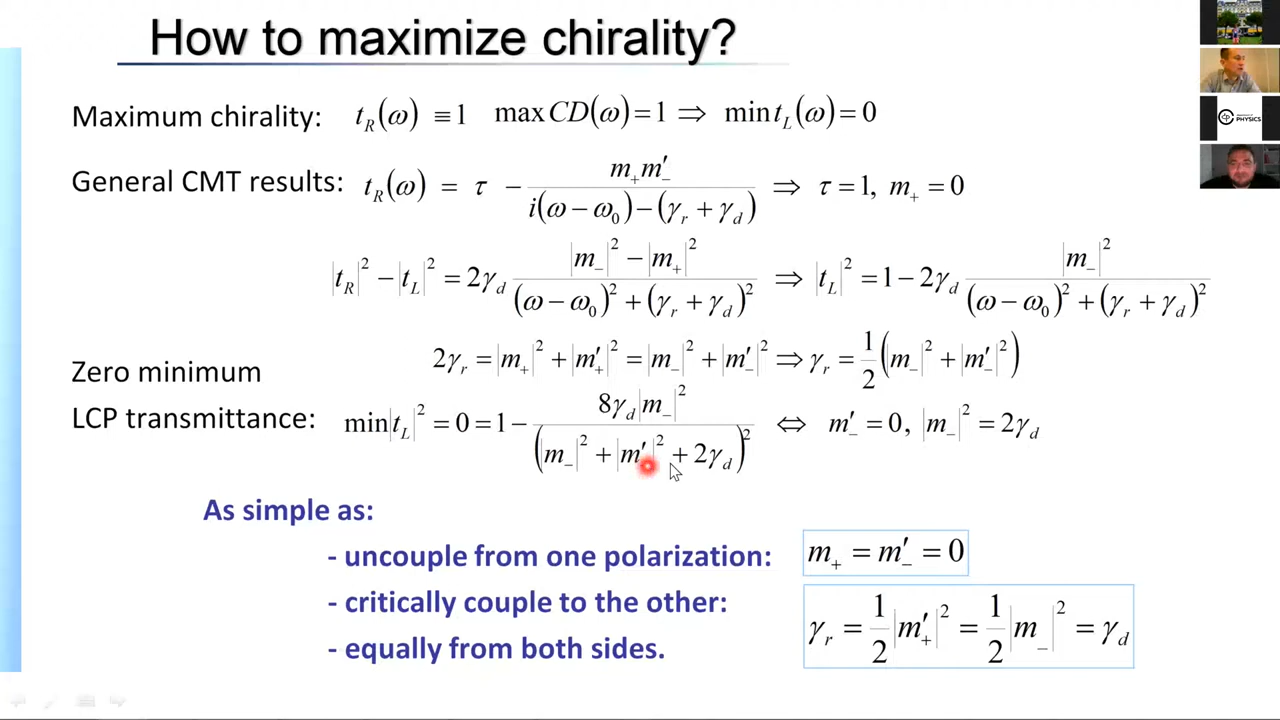 How to maximize chirality?
Maximum chirality: t_R(ω) ≡ 1 max CD(ω) = 1 ⇒ min t_L(ω) = 0
General CMT results: t_R(ω) = τ − m_+ m'_− / (i(ω − ω_0) − (γ_r + γ_d)) ⇒ τ = 1, m_+ = 0
|t_R|² − |t_L|² = 2γ_d (|m_−|² − |m_+|²) / ((ω − ω_0)² + (γ_r + γ_d)²) ⇒ |t_L|² = 1 − 2γ_d |m_−|² / ((ω − ω_0)² + (γ_r + γ_d)²)
2γ_r = |m_+|² + |m'_+|² = |m_−|² + |m'_−|² ⇒ γ_r = 1/2 (|m_−|² + |m'_−|²)
Zero minimum
LCP transmittance: min|t_L|² = 0 = 1 − 8γ_d |m_−|² / (|m_−|² + |m'|² + 2γ_d)² ⇔ m'_− = 0, |m_−|² = 2γ_d
As simple as:
- uncouple from one polarization: m_+ = m'_− = 0
- critically couple to the other:
- equally from both sides.
γ_r = 1/2 |m'_+|² = 1/2 |m_−|² = γ_d
PHYSICS